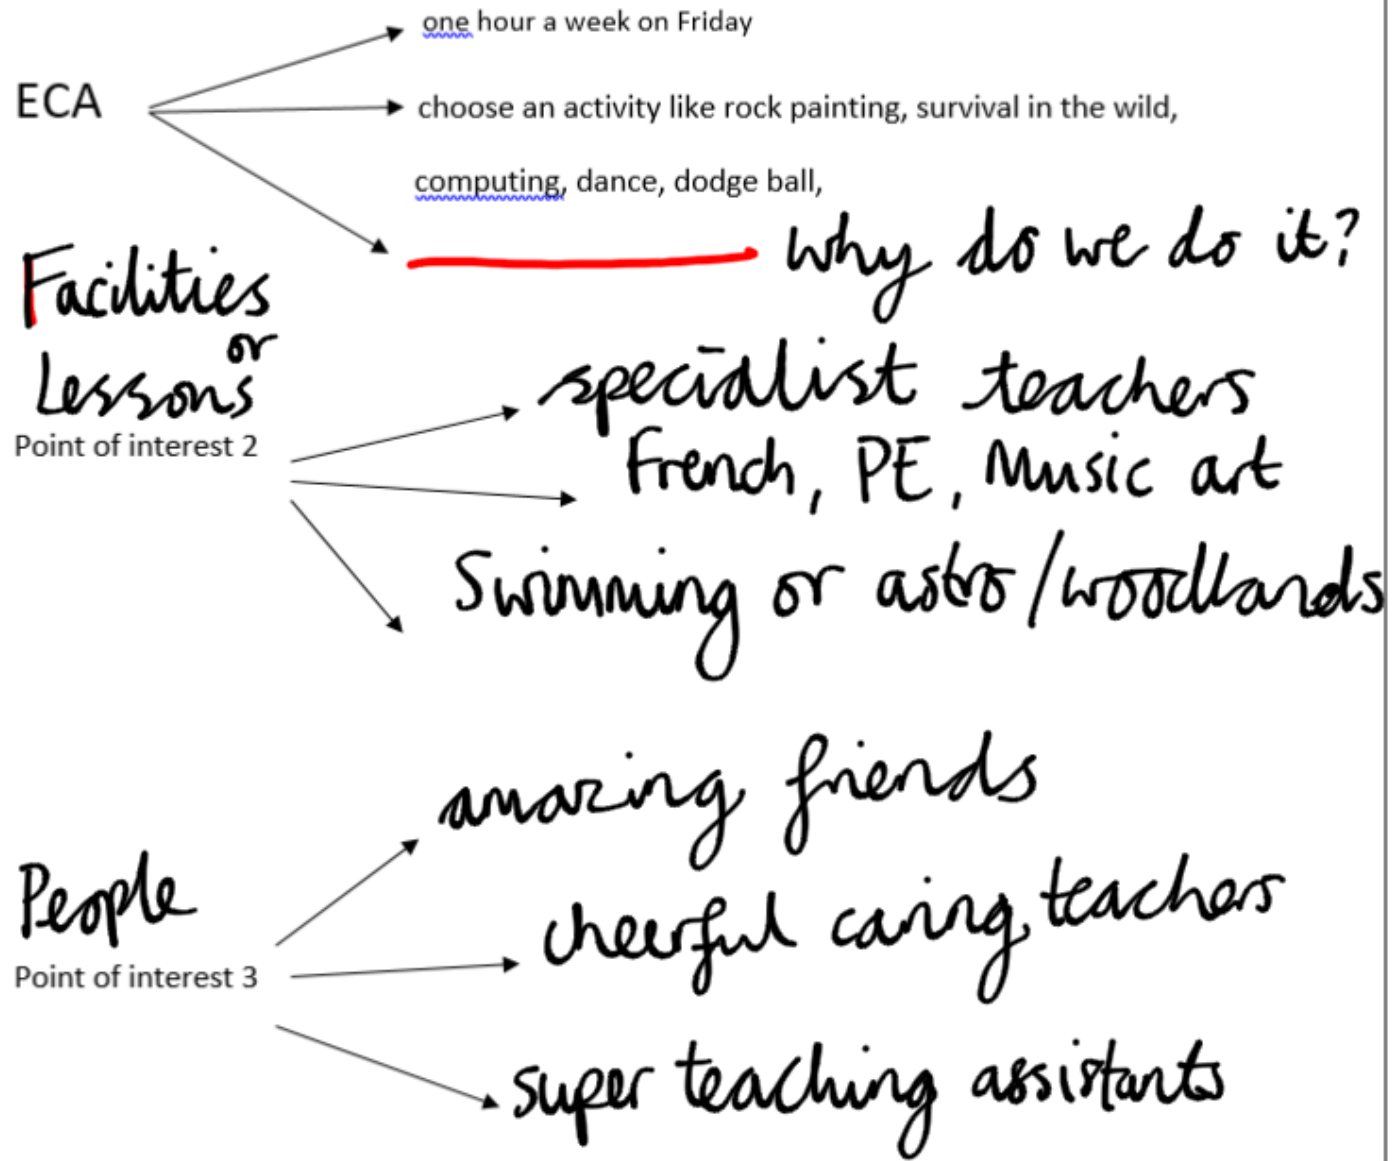 one hour a week on Friday
ECA
choose an activity like rock painting, survival in the wild,
computing, dance, dodge ball,
why do we do it?
Facilities
or
Lessons
Point of interest 2
specialist teachers
French, PE, Music art
Swimming or astro/woodlands
amazing friends
People
Point of interest 3
cheerful caring teachers
super teaching assistants